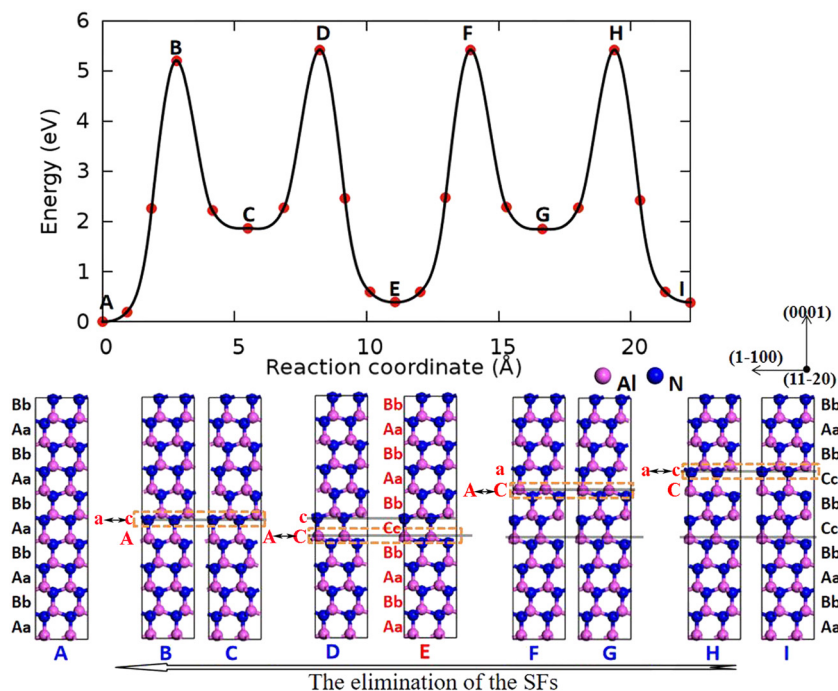 6
5
4
3
2
1
0
Energy (eV)
A
B
C
D
E
F
G
H
I
0
5
10
15
20
Reaction coordinate (Å)
(0001)
(1-100)
(11-20)
Al
N
Bb
Aa
Bb
Aa
Bb
Aa
Bb
Aa
Bb
Aa
a
c
A
c
A
C
Bb
Aa
Bb
Aa
Bb
Cc
Bb
Aa
Bb
Aa
a
A
C
a
c
C
Bb
Aa
Bb
Cc
Bb
Cc
Bb
Aa
Bb
Aa
A
B
C
D
E
F
G
H
I
The elimination of the SFs